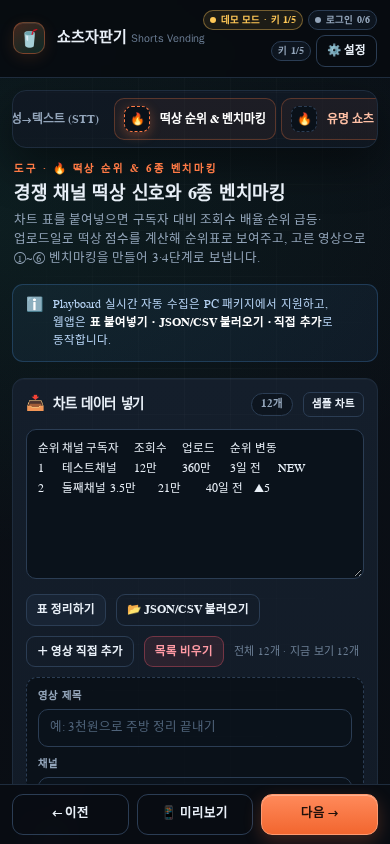 데모 모드 · 키 1/5
로그인 0/6
쇼츠자판기 Shorts Vending
키 1/5
⚙️ 설정
성→텍스트 (STT)
🔥 떡상 순위 & 벤치마킹
🔥 유명 쇼츠
도구 · 🔥 떡상 순위 & 6종 벤치마킹
경쟁 채널 떡상 신호와 6종 벤치마킹
차트 표를 붙여넣으면 구독자 대비 조회수 배율·순위 급등·
업로드일로 떡상 점수를 계산해 순위표로 보여주고, 고른 영상으로
①~⑥ 벤치마킹을 만들어 3·4단계로 보냅니다.
ℹ️ Playboard 실시간 자동 수집은 PC 패키지에서 지원하고,
웹앱은 표 붙여넣기 · JSON/CSV 불러오기 · 직접 추가로
동작합니다.
📥 차트 데이터 넣기
12개
샘플 차트
순위 채널 구독자 조회수 업로드 순위 변동
1 테스트채널 12만 360만 3일 전 NEW
2 둘째채널 3.5만 21만 40일 전 ▲5
표 정리하기
📂 JSON/CSV 불러오기
＋ 영상 직접 추가
목록 비우기
전체 12개 · 지금 보기 12개
영상 제목
예: 3천원으로 주방 정리 끝내기
채널
← 이전
📱 미리보기
다음 →